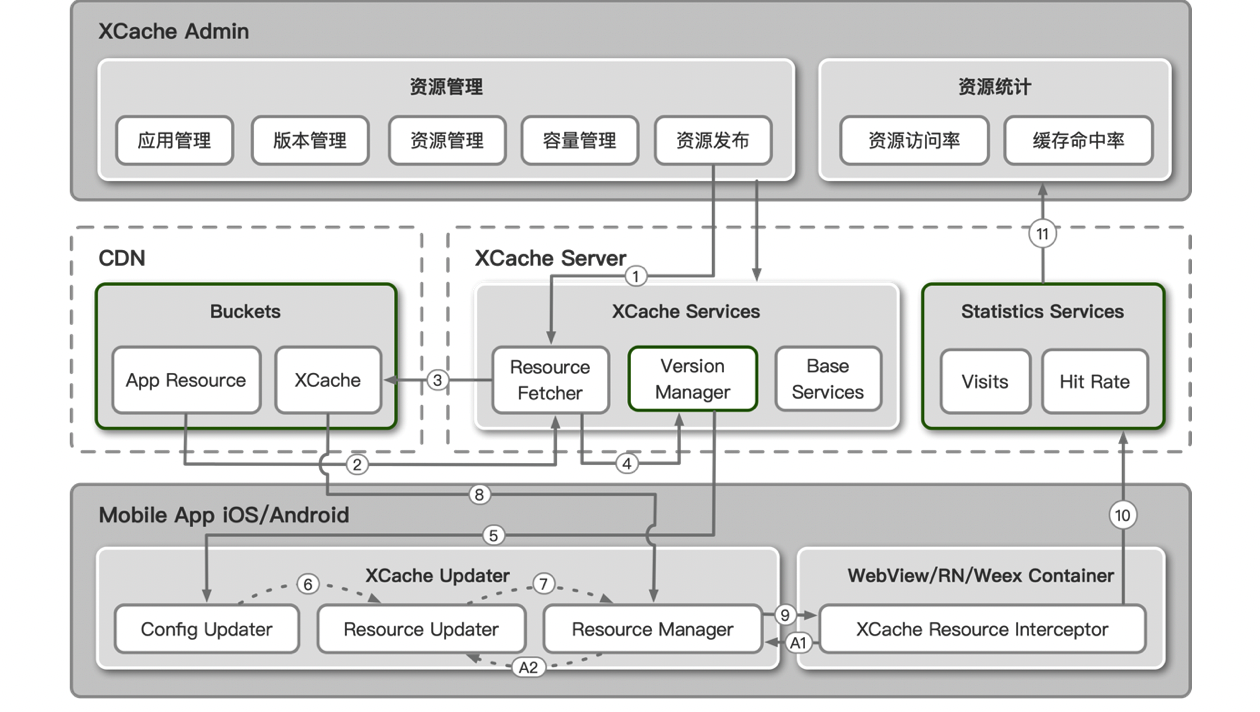 XCache Admin
资源管理
资源统计
应用管理
版本管理
资源管理
容量管理
资源发布
资源访问率
缓存命中率
11
CDN
XCache Server
1
Buckets
XCache Services
Statistics Services
App Resource
XCache
3
Resource
Fetcher
Version
Manager
Base
Services
Visits
Hit Rate
2
4
8
Mobile App iOS/Android
10
5
XCache Updater
WebView/RN/Weex Container
6
7
Config Updater
Resource Updater
Resource Manager
9
XCache Resource Interceptor
A1
A2